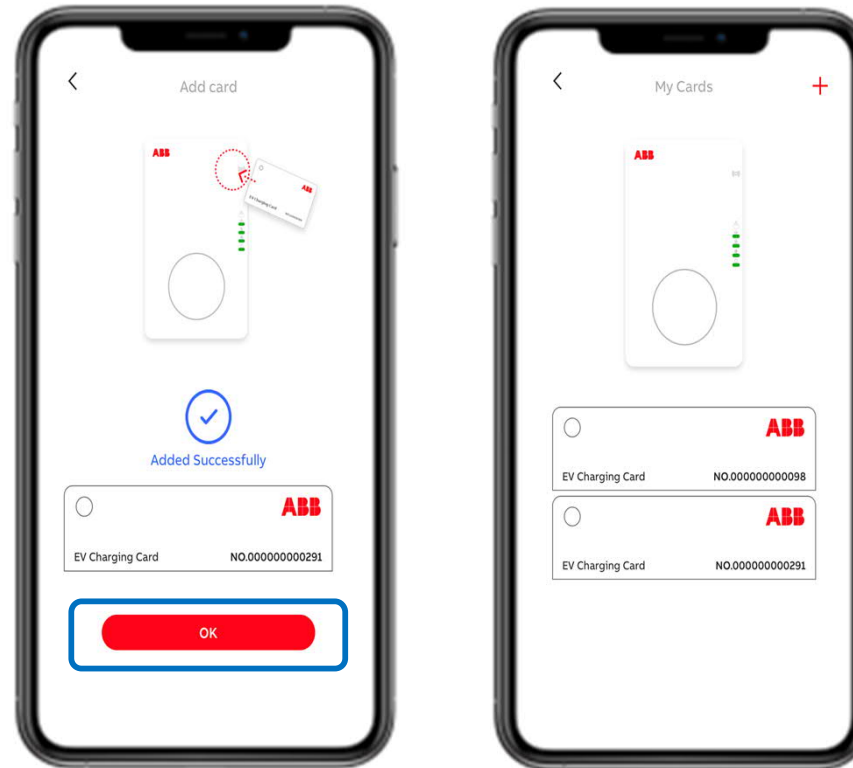 Add card
ABB
ABB
EV Charging Card
Added Successfully
ABB
EV Charging Card NO.000000000291
OK
My Cards
ABB
ABB
EV Charging Card NO.000000000098
ABB
EV Charging Card NO.000000000291